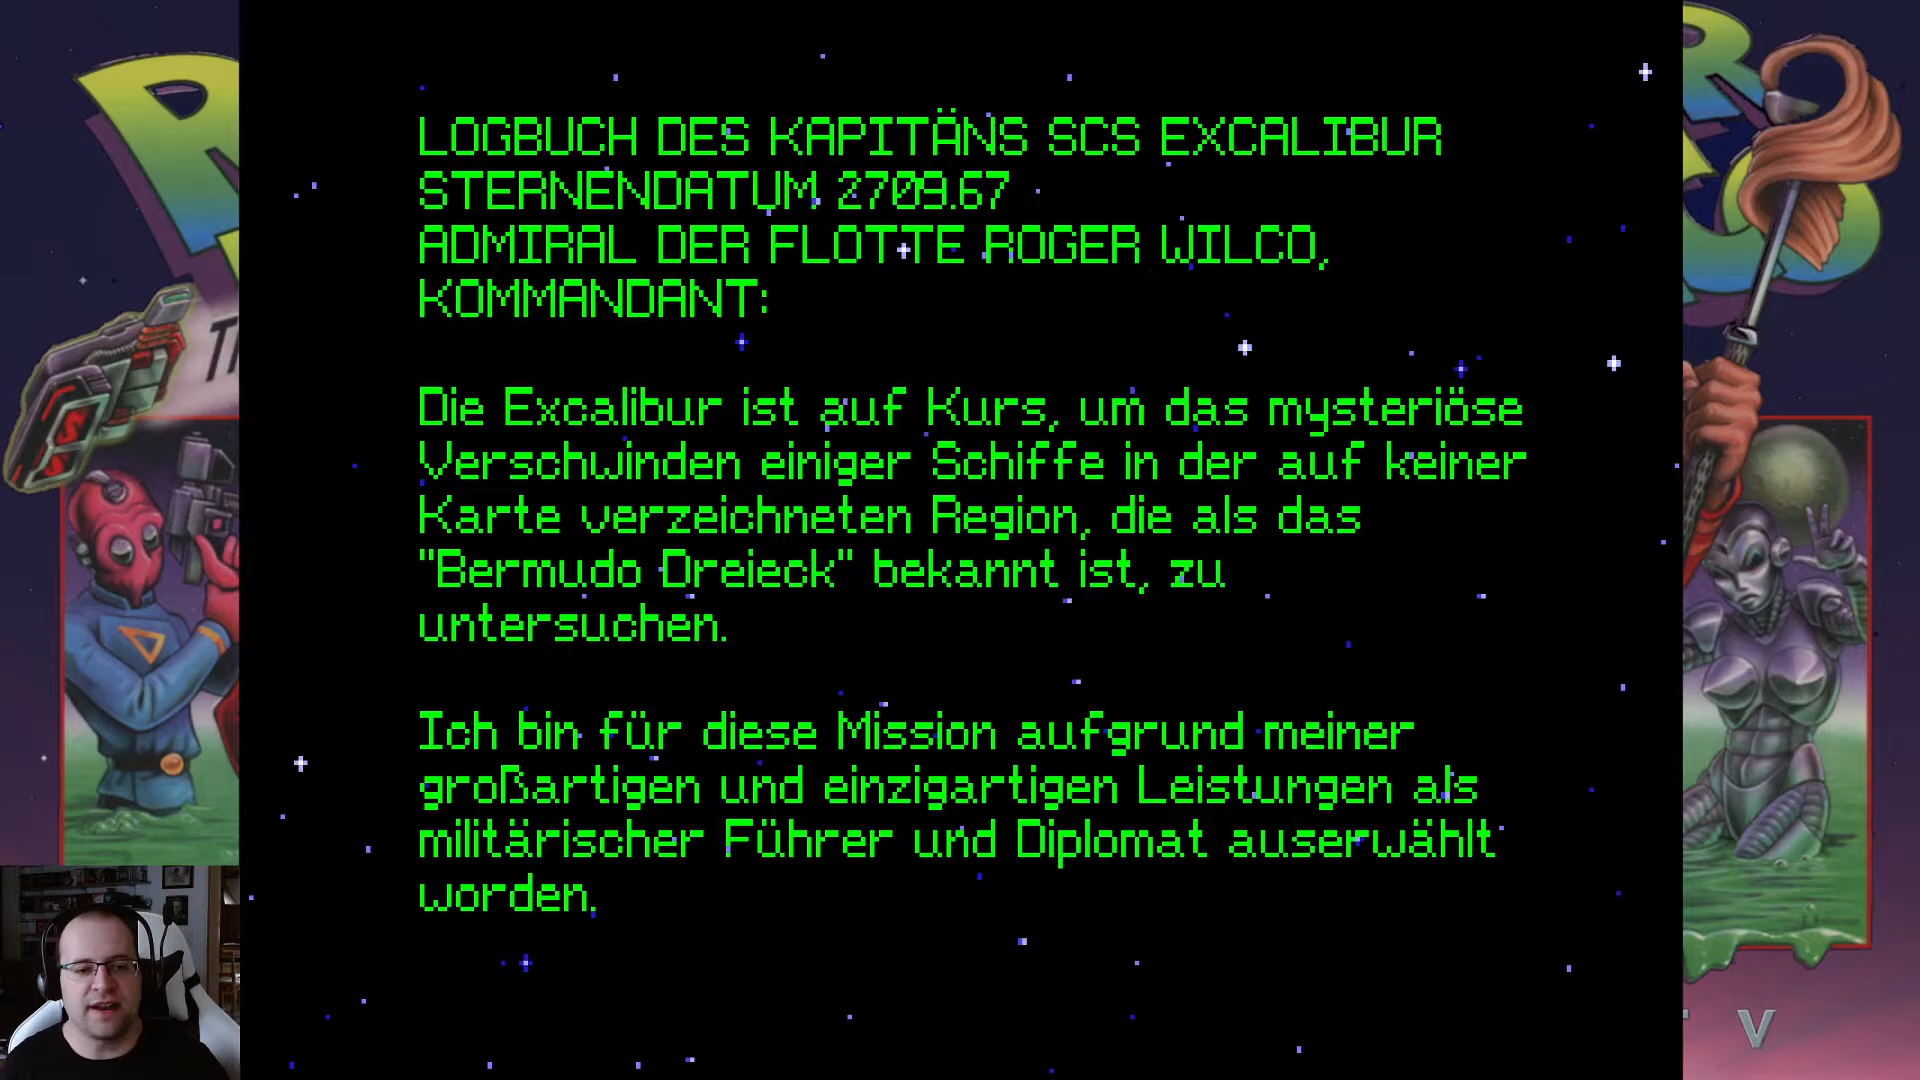 LOGBUCH DES KAPITÄNS SCS EXCALIBUR
STERNENDATUM 2709.67
ADMIRAL DER FLOTTE ROGER WILCO,
KOMMANDANT:
Die Excalibur ist auf Kurs, um das mysteriöse
Verschwinden einiger Schiffe in der auf keiner
Karte verzeichneten Region, die als das
"Bermudo Dreieck" bekannt ist, zu
untersuchen.
Ich bin für diese Mission aufgrund meiner
großartigen und einzigartigen Leistungen als
militärischer Führer und Diplomat auserwählt
worden.
V